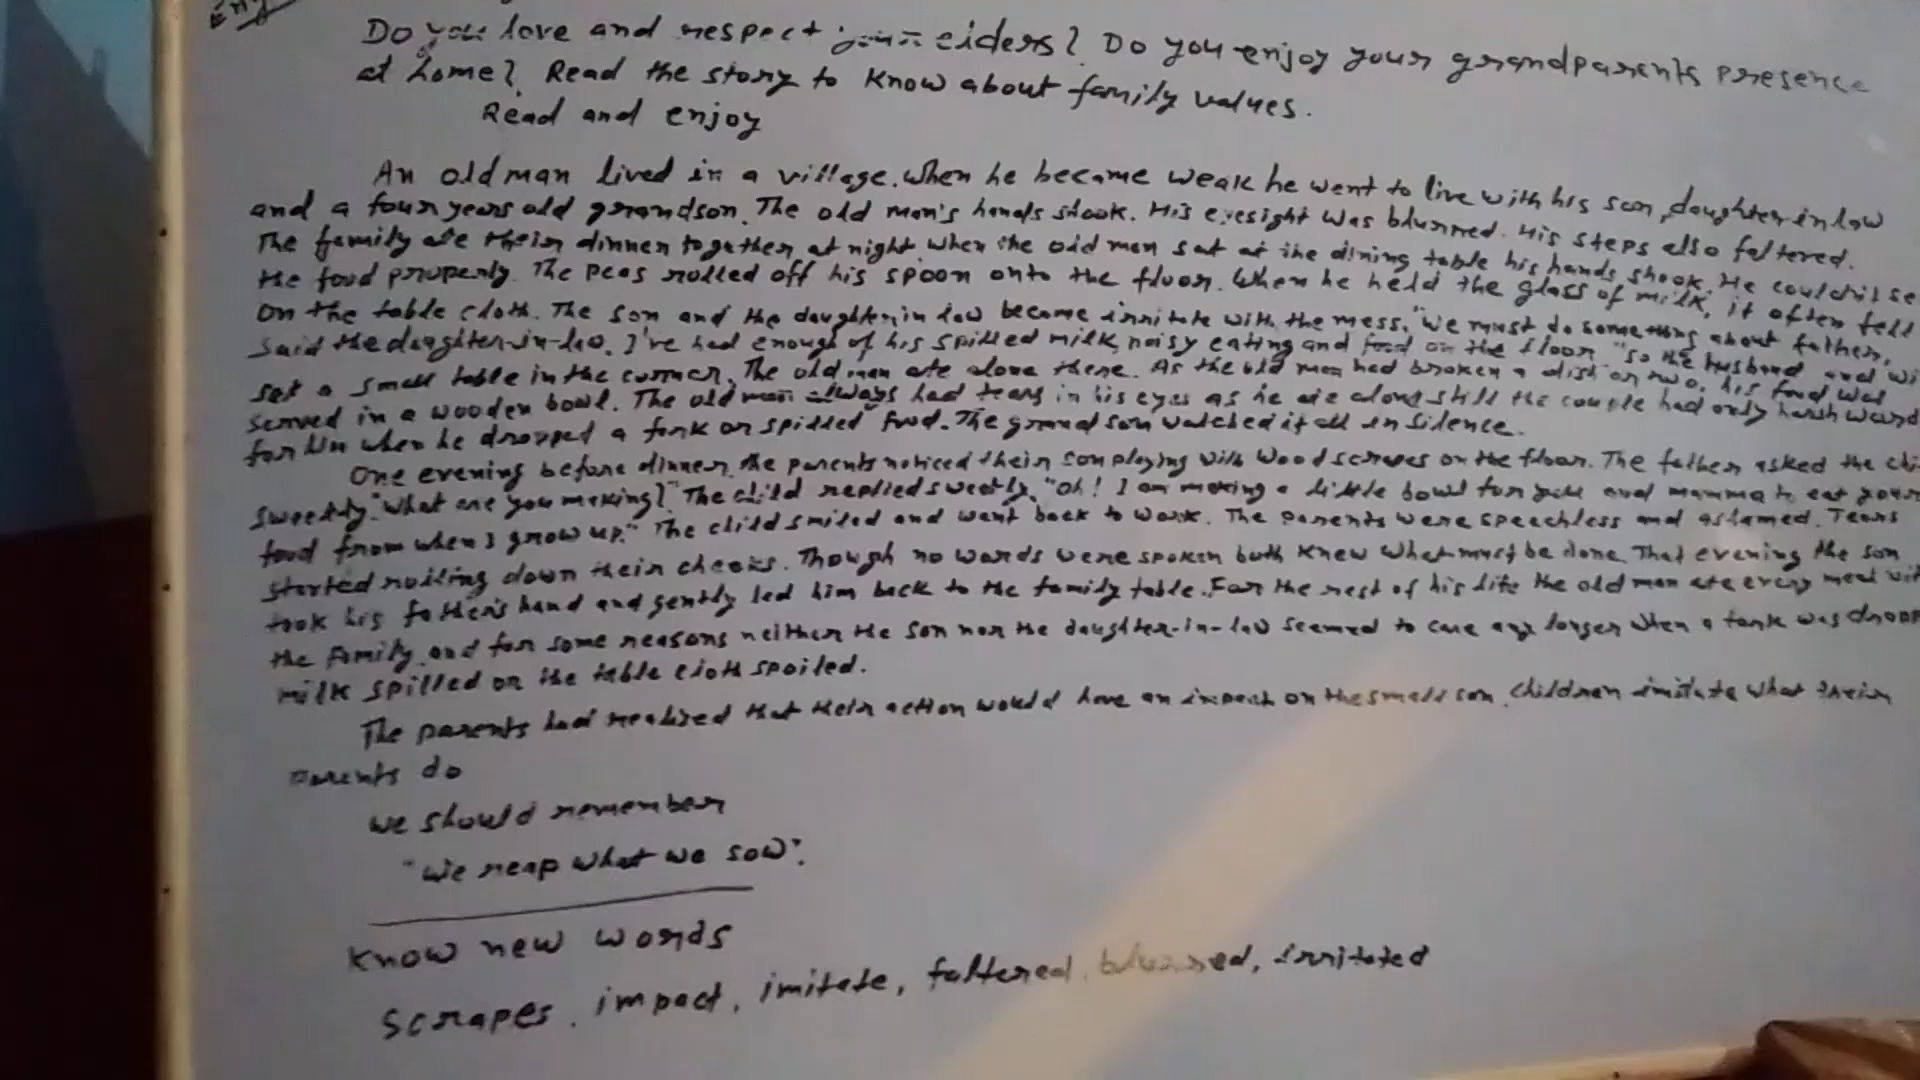 Eng
Do you love and respect your elders? Do you enjoy your grandparents presence
at home? Read the story to know about family values.
Read and enjoy
An old man lived in a village. When he became weak he went to live with his son, daughter in law
and a four years old grandson. The old man's hands shook. His eyesight was blurred. His steps also faltered.
The family ate their dinner together at night. When the old man sat at the dining table his hands shook. He couldn't se
the food properly. The peas rolled off his spoon onto the floor. When he held the glass of milk, it often fell
on the table cloth. The son and the daughter in law became irritate with the mess. "We must do something about father,"
said the daughter-in-law. I've had enough of his spilled milk, noisy eating and food on the floor "so the husband and wi
set a small table in the corner. The old man ate alone there. As the old man had broken a dish or two, his food was
served in a wooden bowl. The old man always had tears in his eyes as he ate alone still the couple had only harsh word
for him when he dropped a fork or spilled food. The grand son watched it all in silence.
One evening before dinner, the parents noticed their son playing with wood scrapes on the floor. The father asked the chi
sweetly. "What are you making?" The child replied sweetly, "Oh! I am making a little bowl for you and mamma to eat your
food from when I grow up." The child smiled and went back to work. The parents were speechless and ashamed. Tears
started rolling down their cheeks. Though no words were spoken both knew what must be done. That evening the son
took his father's hand and gently led him back to the family table. For the rest of his life the old man ate every meal wit
the family and for some reasons neither the son nor the daughter-in-law seemed to care any longer when a fork was dropp
milk spilled or the table cloth spoiled.
The parents had realized that their action would have an impact on the small son. Children imitate what their
parents do
we should remember
"We reap what we sow".
Know new words
Scrapes, impact, imitate, faltered, blurred, irritated